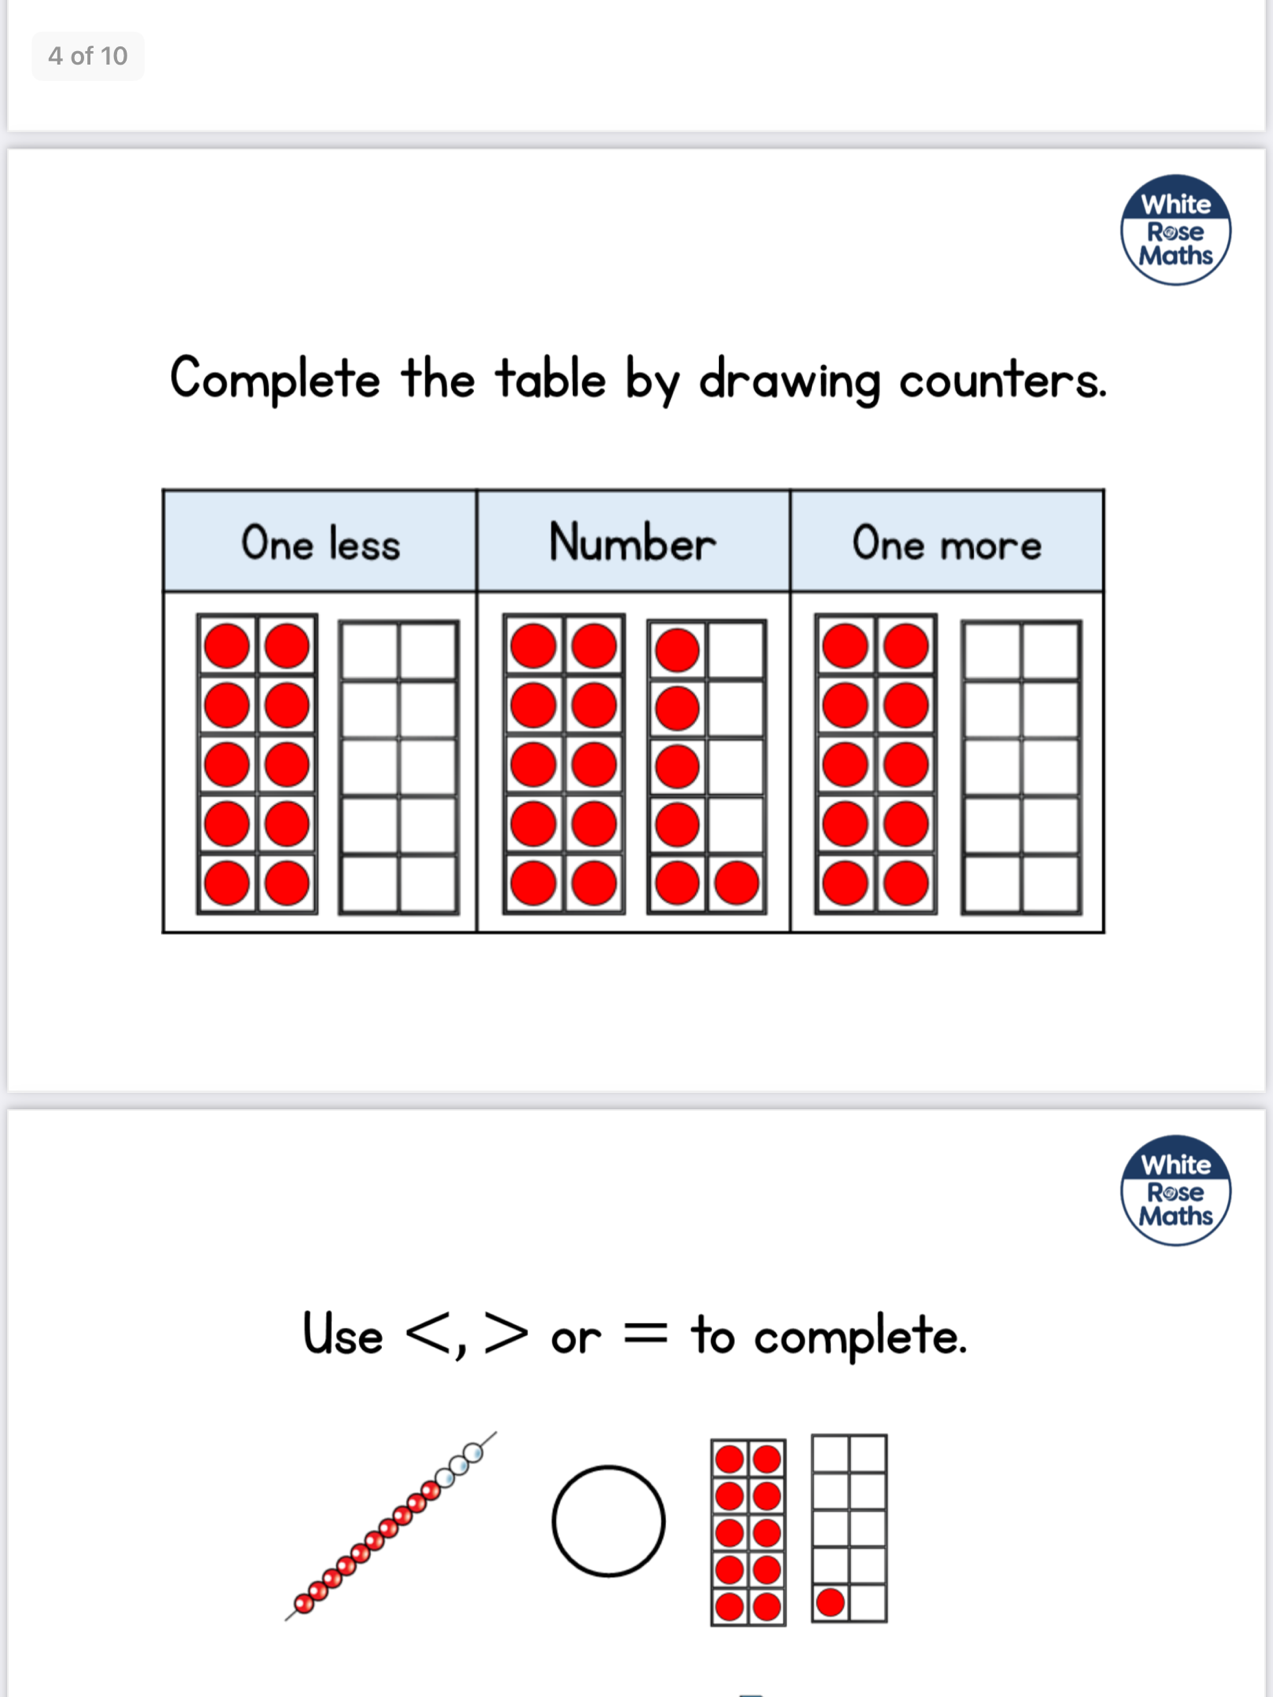 4 of 10
White
Rose
Maths
Complete the table by drawing counters.
One less
Number
One more
White
Rose
Maths
Use <, > or = to complete.